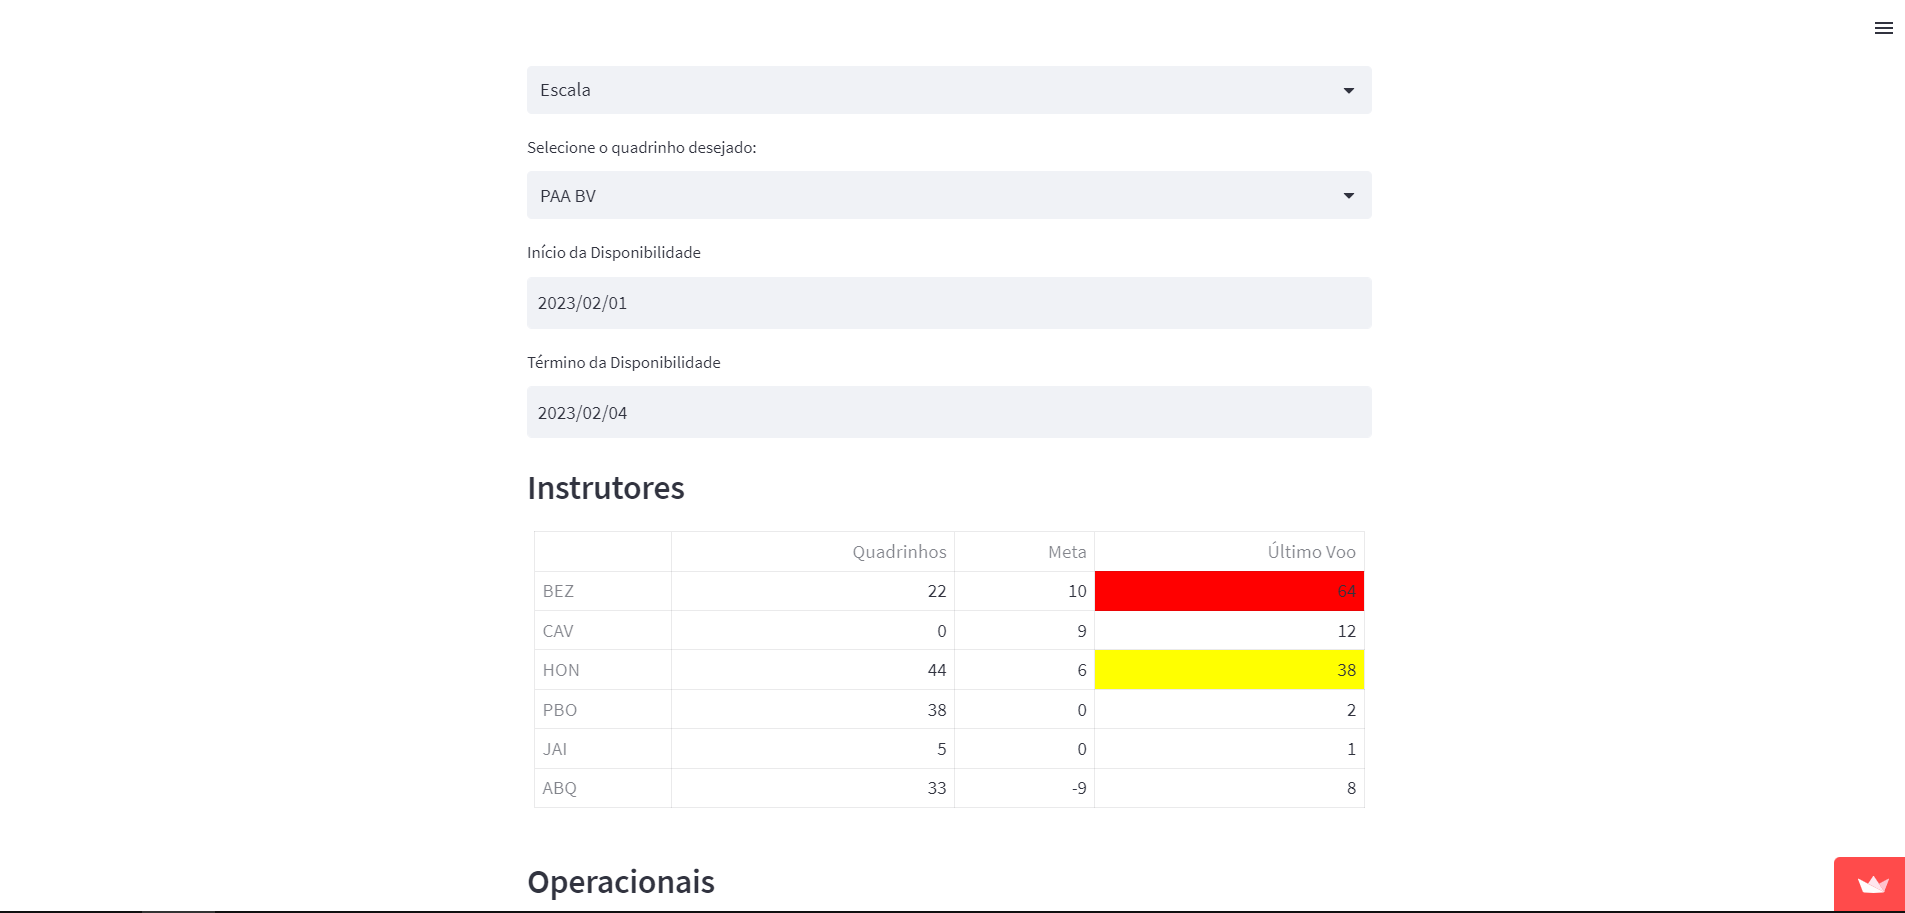 Escala
Selecione o quadrinho desejado:
PAA BV
Início da Disponibilidade
2023/02/01
Término da Disponibilidade
2023/02/04
Instrutores
Quadrinhos Meta Último Voo
BEZ 22 10 64
CAV 0 9 12
HON 44 6 38
PBO 38 0 2
JAI 5 0 1
ABQ 33 -9 8
Operacionais